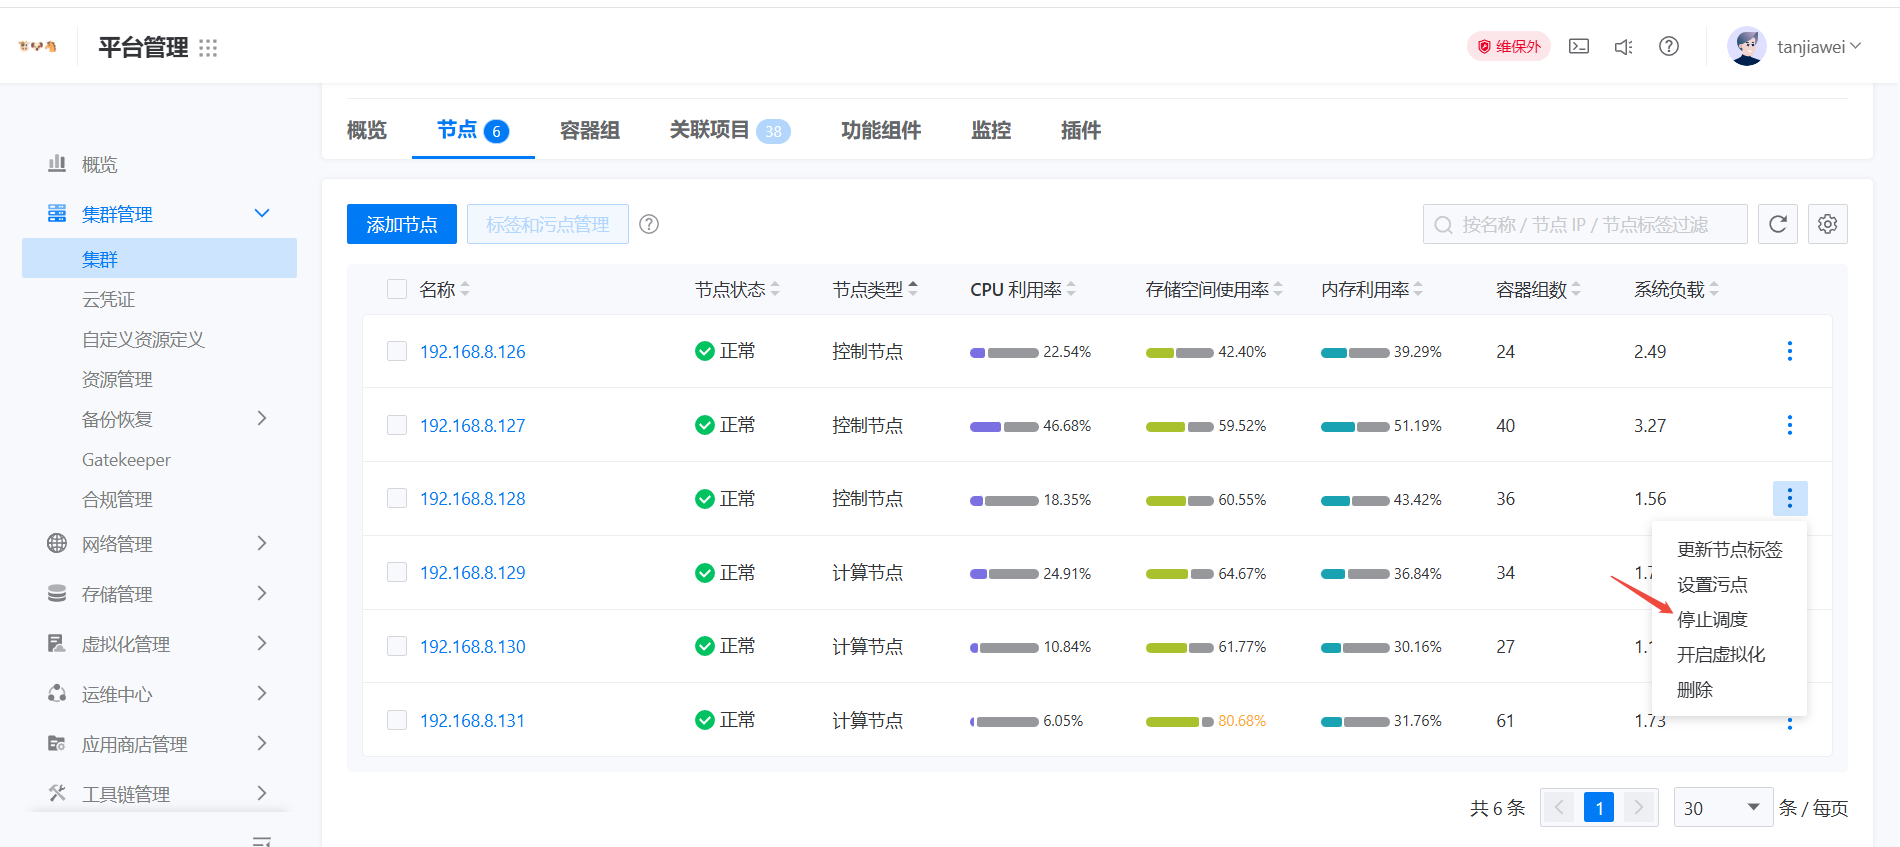 平台管理
维保外
tanjiawei
概览
节点 6
容器组
关联项目 38
功能组件
监控
插件
概览
集群管理
集群
云凭证
自定义资源定义
资源管理
备份恢复
Gatekeeper
合规管理
网络管理
存储管理
虚拟化管理
运维中心
应用商店管理
工具链管理
添加节点
标签和污点管理
按名称 / 节点 IP / 节点标签过滤
名称 节点状态 节点类型 CPU 利用率 存储空间使用率 内存利用率 容器组数 系统负载
192.168.8.126 正常 控制节点 22.54% 42.40% 39.29% 24 2.49
192.168.8.127 正常 控制节点 46.68% 59.52% 51.19% 40 3.27
192.168.8.128 正常 控制节点 18.35% 60.55% 43.42% 36 1.56
192.168.8.129 正常 计算节点 24.91% 64.67% 36.84% 34
192.168.8.130 正常 计算节点 10.84% 61.77% 30.16% 27
192.168.8.131 正常 计算节点 6.05% 80.68% 31.76% 61 1.73
更新节点标签
设置污点
停止调度
开启虚拟化
删除
共 6 条 1 30 条 / 每页